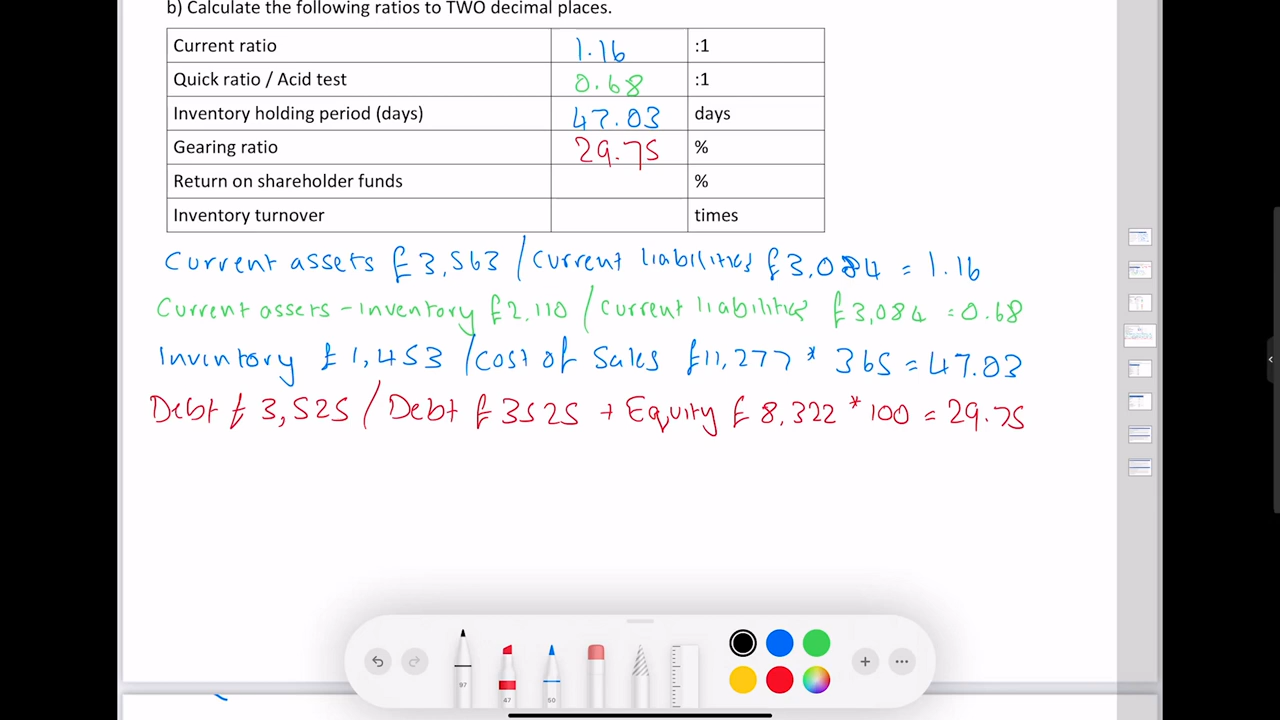 b) Calculate the following ratios to TWO decimal places.
Current ratio 1.16 :1
Quick ratio / Acid test 0.68 :1
Inventory holding period (days) 47.03 days
Gearing ratio 29.75 %
Return on shareholder funds %
Inventory turnover times
Current assets £3,563 / Current liabilities £3,084 = 1.16
Current assets - inventory £2,110 / Current liabilities £3,084 = 0.68
Inventory £1,453 / Cost of Sales £11,277 * 365 = 47.03
Debt £3,525 / Debt £3525 + Equity £8,322 * 100 = 29.75
97
47
50